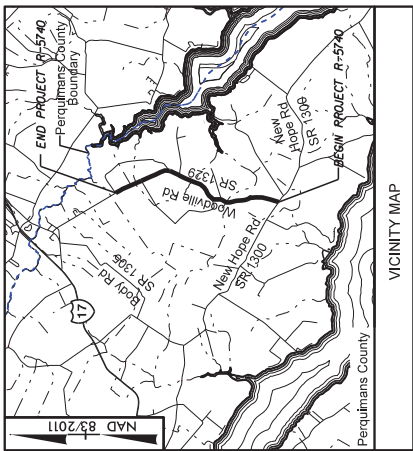 END PROJECT R-5740
Perquimans County
Boundary
17
Body Rd
SR 1306
Woodville Rd
SR 1329
New Hope Rd
SR 1300
New
Hope Rd
SR 1300
BEGIN PROJECT R-5740
Perquimans County
NAD 83/2011
VICINITY MAP